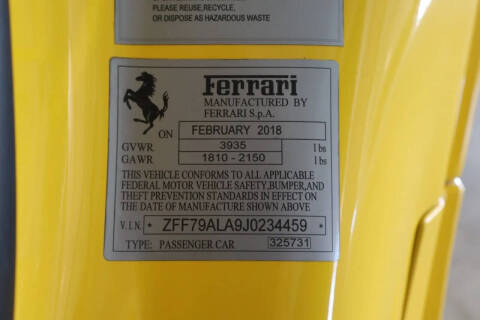 PLEASE REUSE, RECYCLE,
OR DISPOSE AS HAZARDOUS WASTE
Ferrari
MANUFACTURED BY
FERRARI S.p.A.
ON FEBRUARY 2018
GVWR 3935 lbs
GAWR 1810 - 2150 lbs
THIS VEHICLE CONFORMS TO ALL APPLICABLE
FEDERAL MOTOR VEHICLE SAFETY, BUMPER, AND
THEFT PREVENTION STANDARDS IN EFFECT ON
THE DATE OF MANUFACTURE SHOWN ABOVE
V.I.N. * ZFF79ALA9J0234459 *
TYPE: PASSENGER CAR 325731